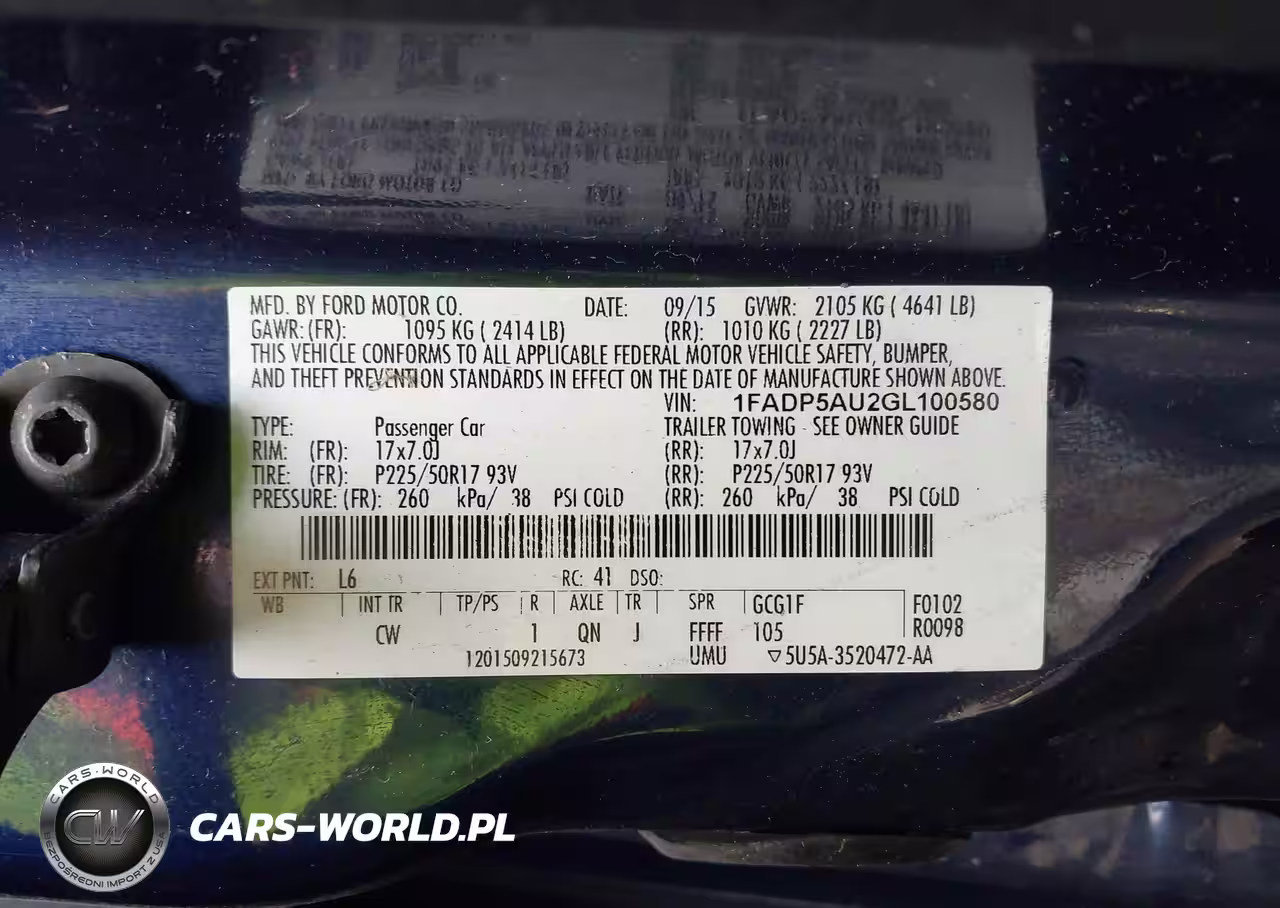 MFD. BY FORD MOTOR CO. DATE: 09/15 GVWR: 2105 KG ( 4641 LB)
GAWR: (FR): 1095 KG ( 2414 LB) (RR): 1010 KG ( 2227 LB)
THIS VEHICLE CONFORMS TO ALL APPLICABLE FEDERAL MOTOR VEHICLE SAFETY, BUMPER,
AND THEFT PREVENTION STANDARDS IN EFFECT ON THE DATE OF MANUFACTURE SHOWN ABOVE.
VIN: 1FADP5AU2GL100580
TYPE: Passenger Car TRAILER TOWING - SEE OWNER GUIDE
RIM: (FR): 17x7.0J (RR): 17x7.0J
TIRE: (FR): P225/50R17 93V (RR): P225/50R17 93V
PRESSURE: (FR): 260 kPa/ 38 PSI COLD (RR): 260 kPa/ 38 PSI COLD
EXT PNT: L6 RC: 41 DSO:
WB INT TR TP/PS R AXLE TR SPR GCG1F F0102
CW 1 QN J FFFF 105 R0098
1201509215673 UMU ▽5U5A-3520472-AA
CARS-WORLD
CW
BEZPOŚREDNI IMPORT Z USA
CARS-WORLD.PL